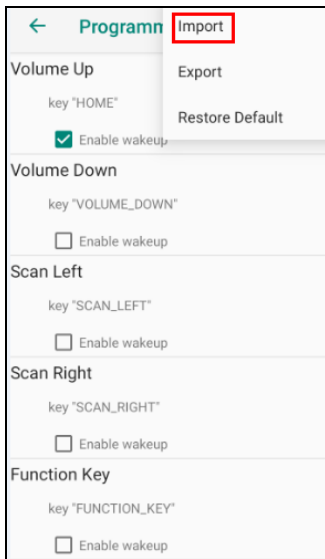 ← Programm
Import
Export
Restore Default
Volume Up
key "HOME"
Enable wakeup
Volume Down
key "VOLUME_DOWN"
Enable wakeup
Scan Left
key "SCAN_LEFT"
Enable wakeup
Scan Right
key "SCAN_RIGHT"
Enable wakeup
Function Key
key "FUNCTION_KEY"
Enable wakeup